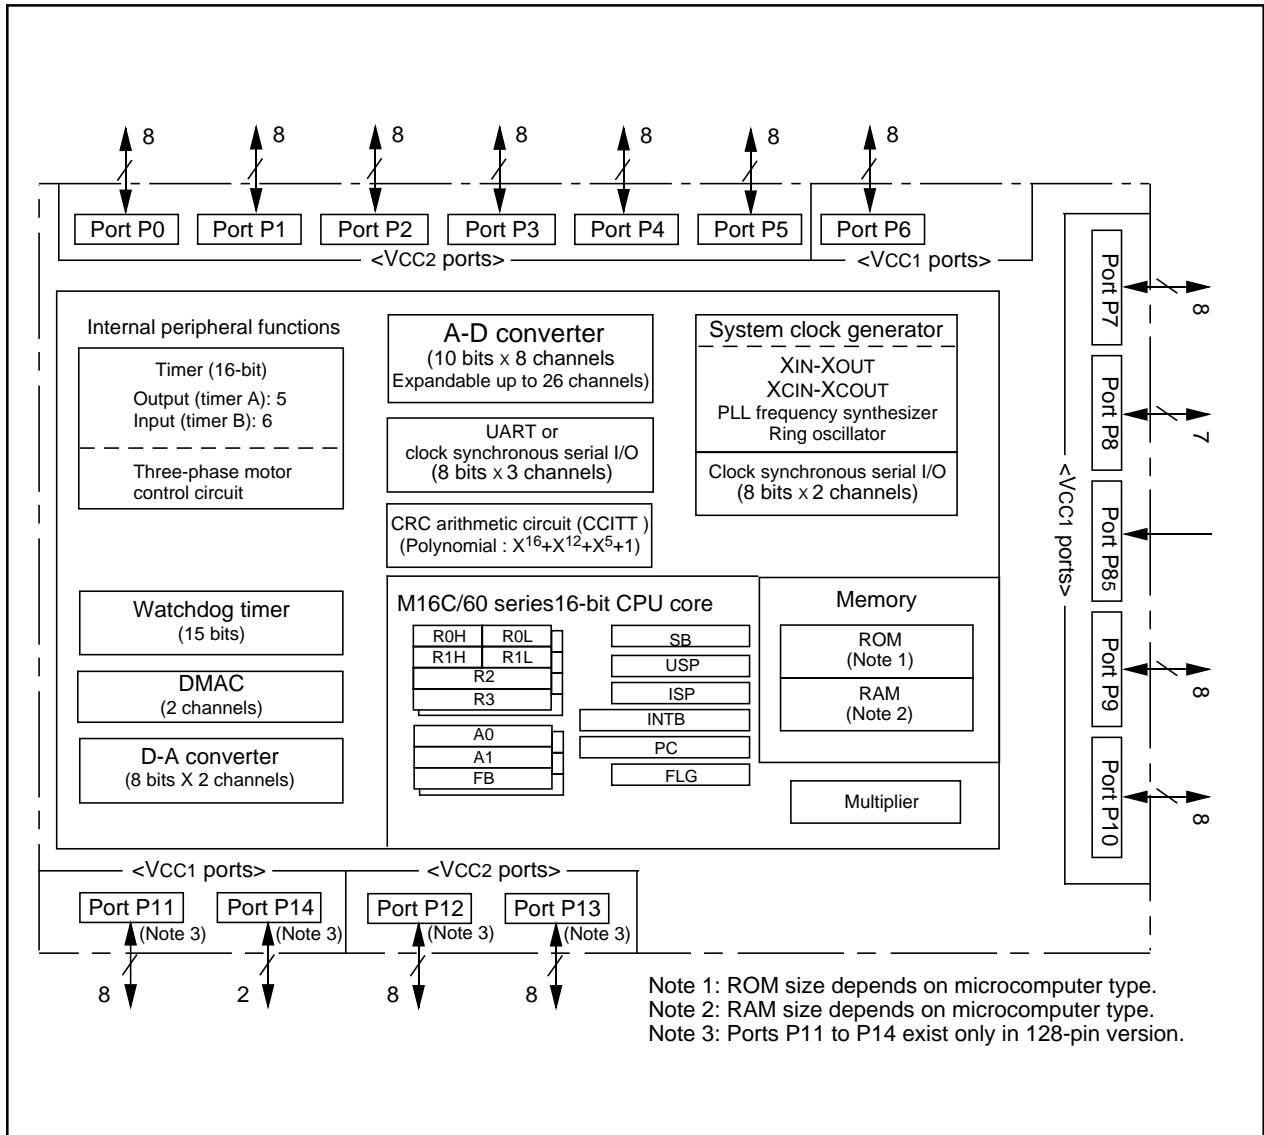 8 8 8 8 8 8 8
Port P0 Port P1 Port P2 Port P3 Port P4 Port P5 Port P6
<VCC2 ports> <VCC1 ports>
Internal peripheral functions
Timer (16-bit)
Output (timer A): 5
Input (timer B): 6
Three-phase motor
control circuit
A-D converter
(10 bits x 8 channels
Expandable up to 26 channels)
UART or
clock synchronous serial I/O
(8 bits x 3 channels)
CRC arithmetic circuit (CCITT )
(Polynomial : X16+X12+X5+1)
System clock generator
XIN-XOUT
XCIN-XCOUT
PLL frequency synthesizer
Ring oscillator
Clock synchronous serial I/O
(8 bits x 2 channels)
Watchdog timer
(15 bits)
DMAC
(2 channels)
D-A converter
(8 bits X 2 channels)
M16C/60 series16-bit CPU core
R0H R0L
R1H R1L
R2
R3
A0
A1
FB
SB
USP
ISP
INTB
PC
FLG
Memory
ROM
(Note 1)
RAM
(Note 2)
Multiplier
<VCC1 ports>
Port P7
8
Port P8
7
Port P85
Port P9
8
Port P10
8
<VCC1 ports> <VCC2 ports>
Port P11 Port P14 Port P12 Port P13
(Note 3) (Note 3) (Note 3) (Note 3)
8 2 8 8
Note 1: ROM size depends on microcomputer type.
Note 2: RAM size depends on microcomputer type.
Note 3: Ports P11 to P14 exist only in 128-pin version.